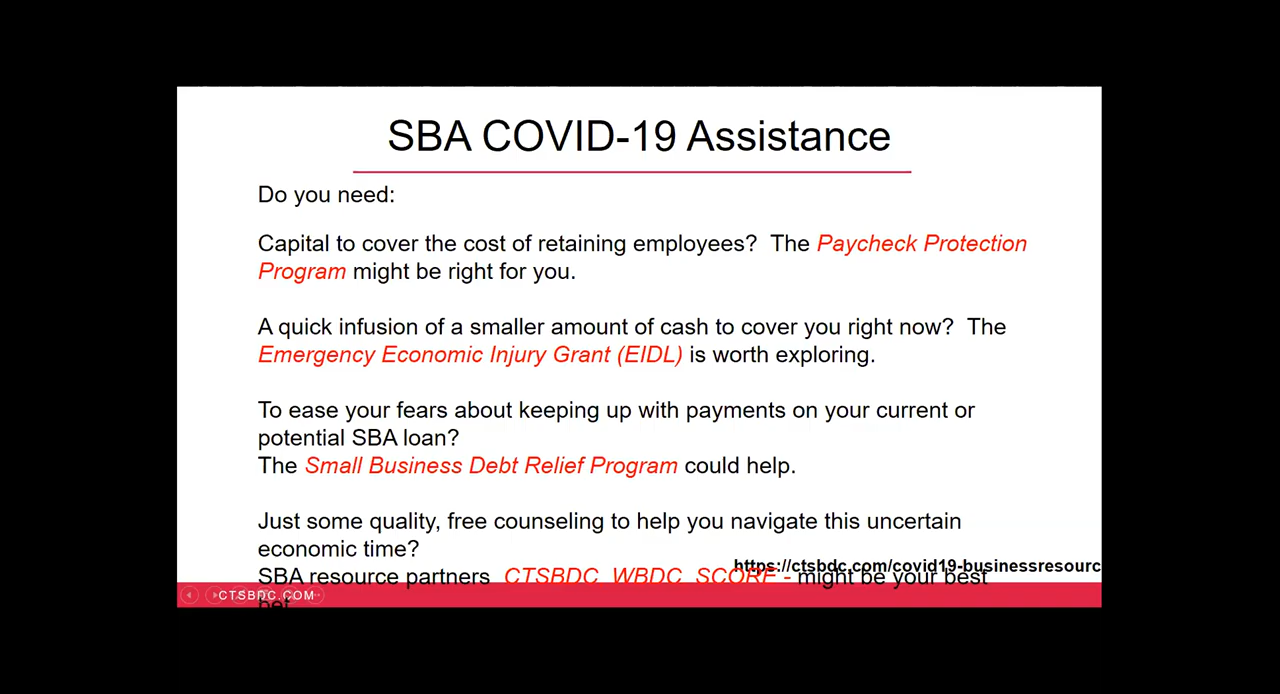 SBA COVID-19 Assistance
Do you need:
Capital to cover the cost of retaining employees?  The Paycheck Protection
Program might be right for you.
A quick infusion of a smaller amount of cash to cover you right now?  The
Emergency Economic Injury Grant (EIDL) is worth exploring.
To ease your fears about keeping up with payments on your current or
potential SBA loan?
The Small Business Debt Relief Program could help.
Just some quality, free counseling to help you navigate this uncertain
economic time?
https://ctsbdc.com/covid19-businessresourc
SBA resource partners  CTSBDC  WBDC  SCORE - might be your best
bet
CTSBDC.COM